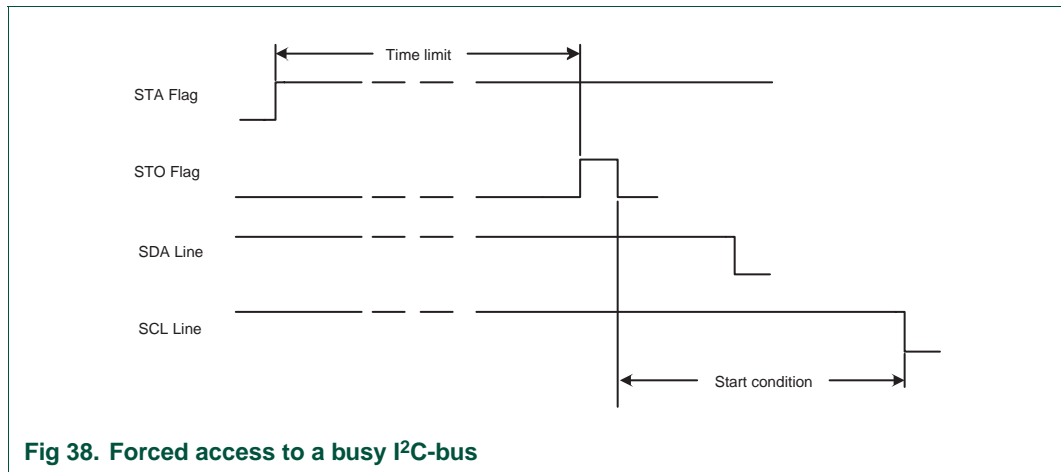 Time limit
STA Flag
STO Flag
SDA Line
SCL Line
Start condition
Fig 38. Forced access to a busy I²C-bus